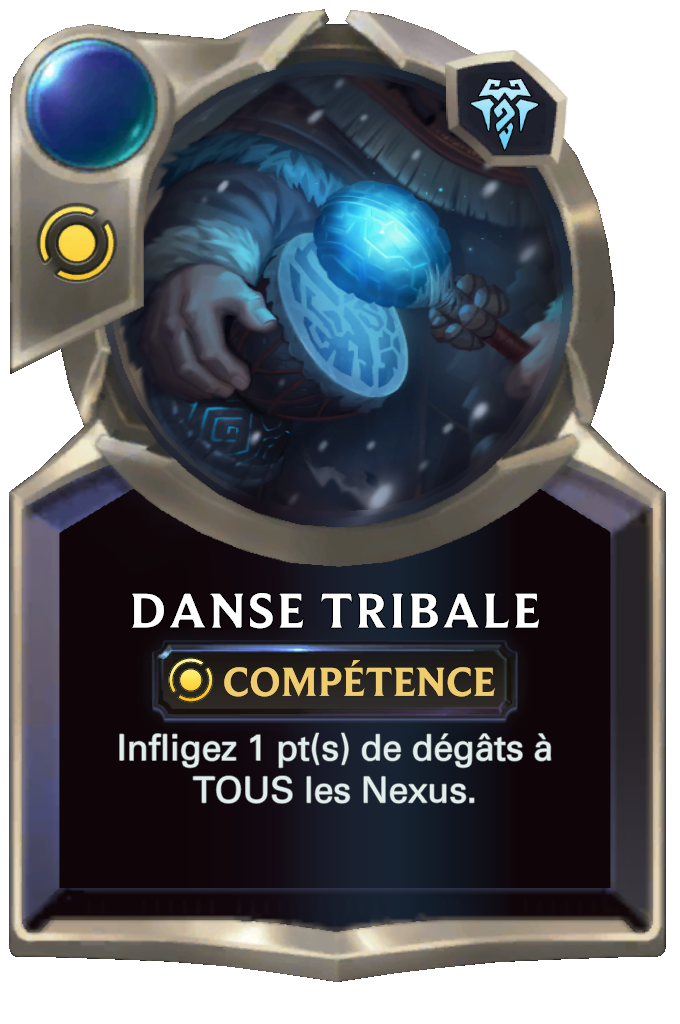 DANSE TRIBALE
COMPÉTENCE
Infligez 1 pt(s) de dégâts à
TOUS les Nexus.